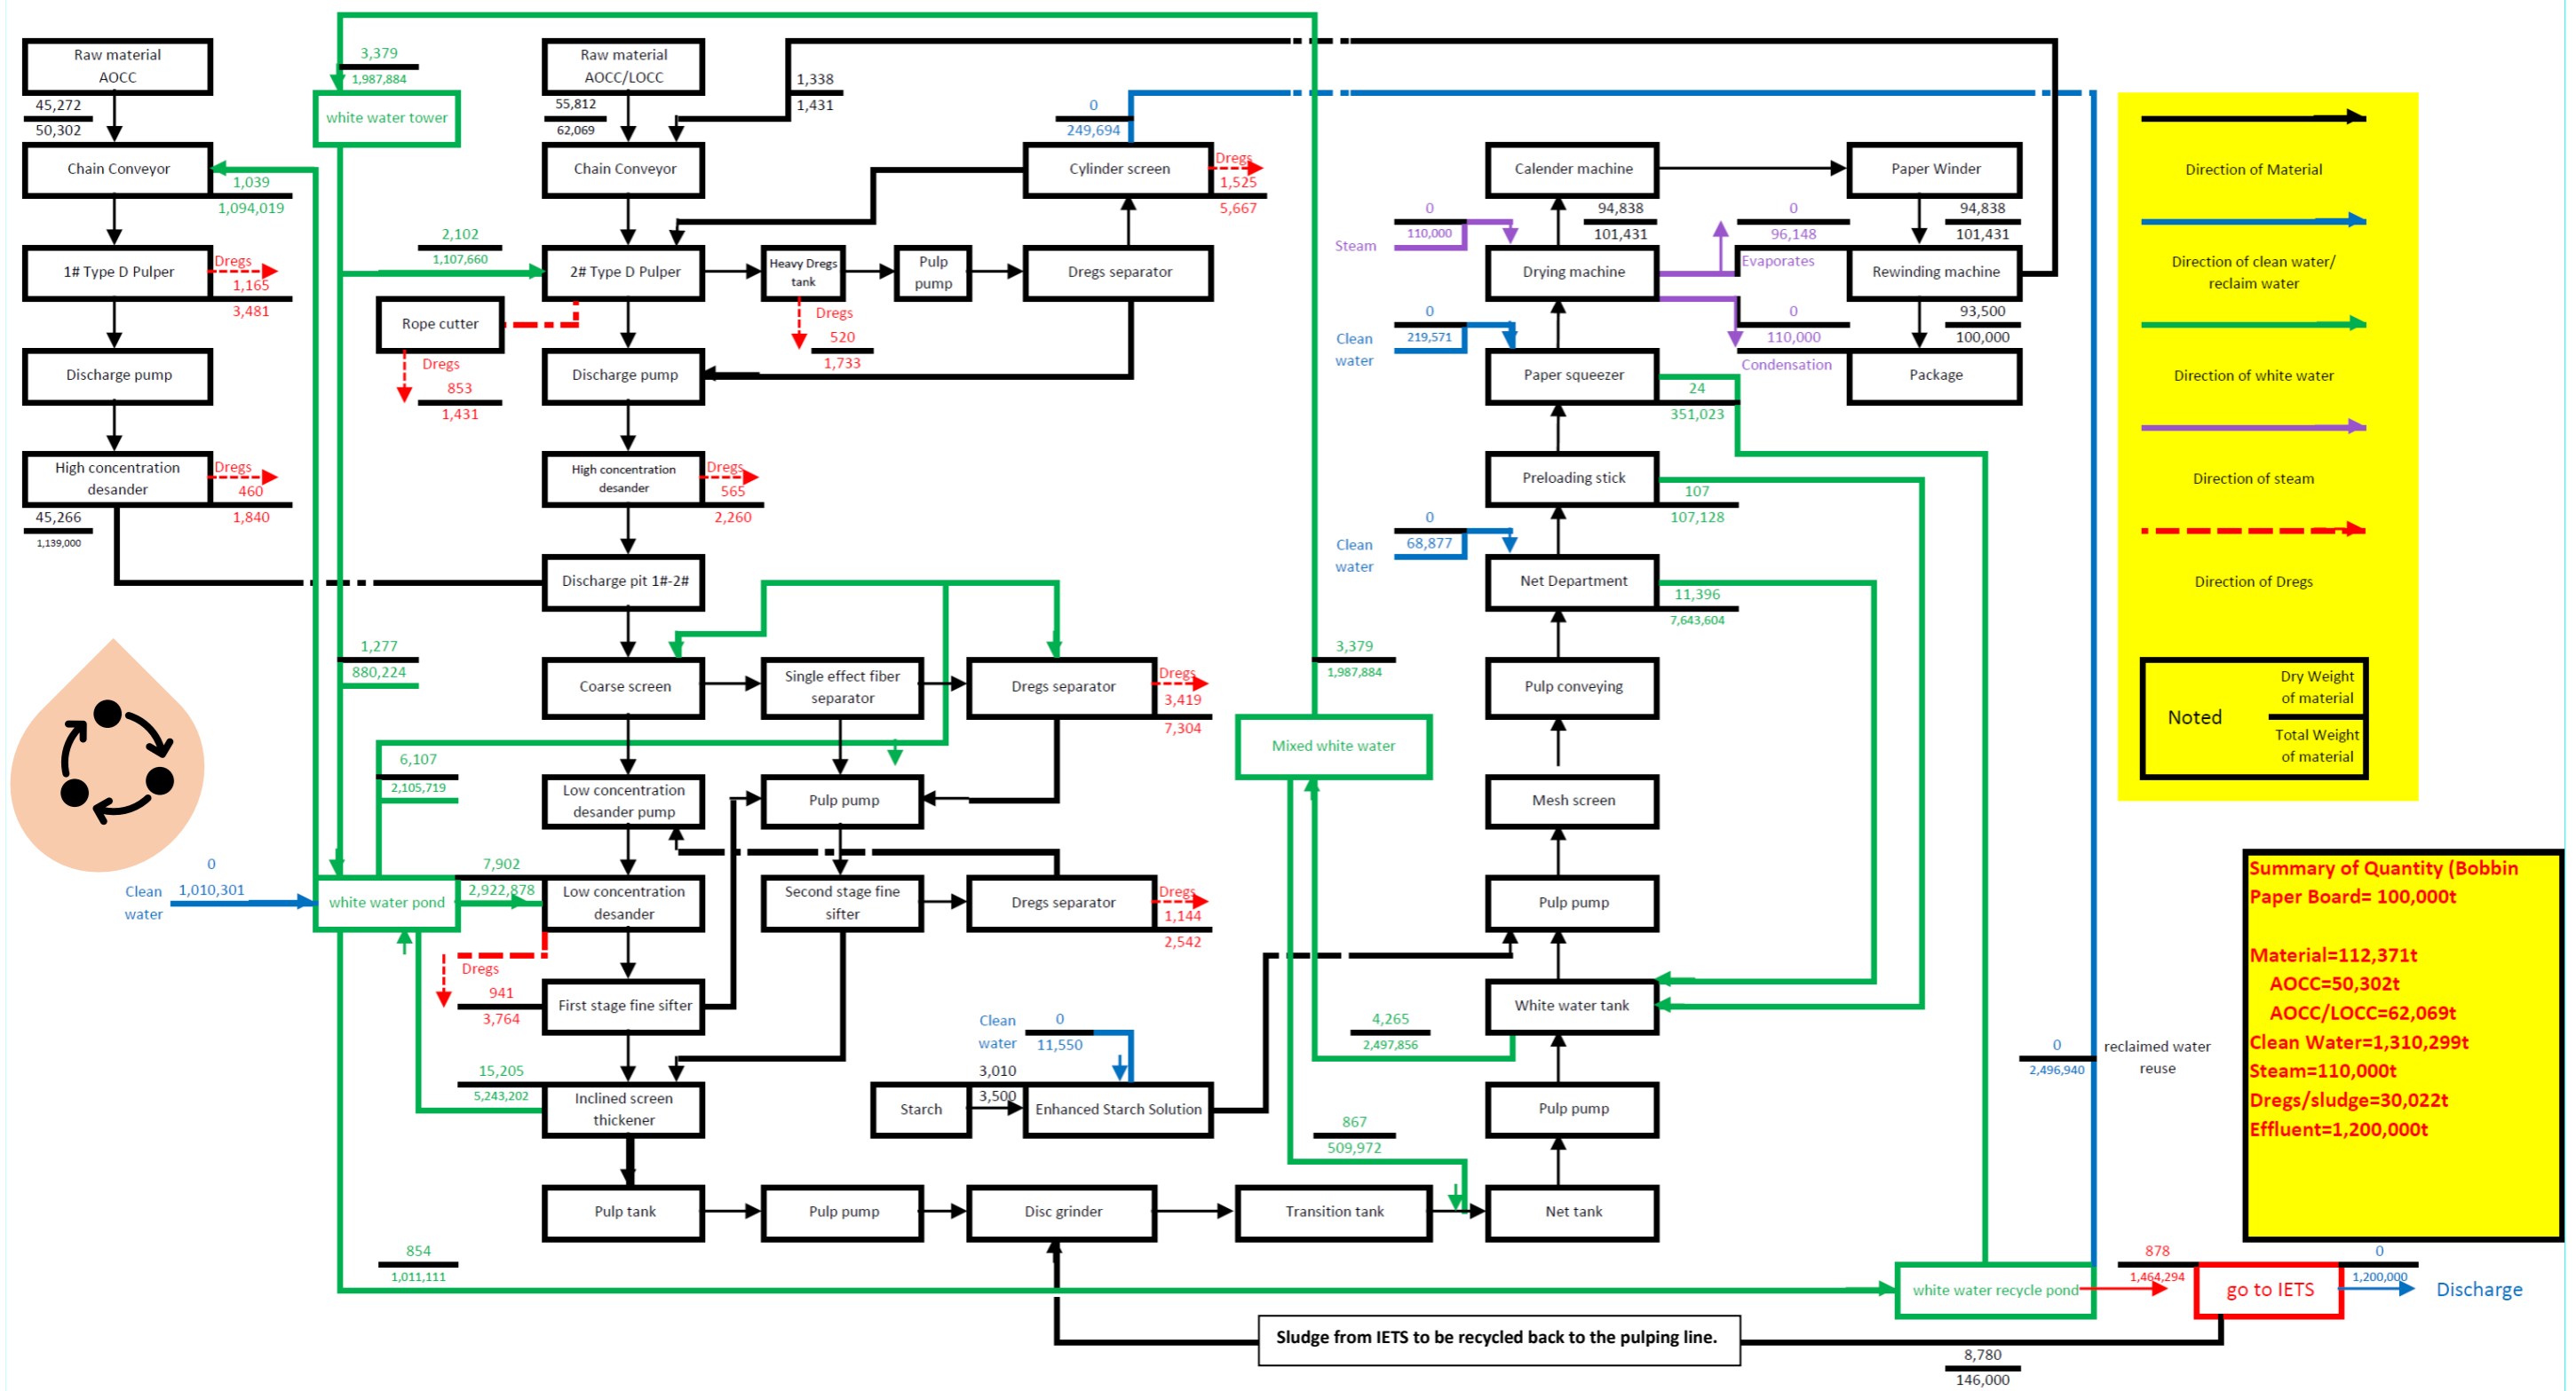 Raw material
AOCC
45,272
50,302
Chain Conveyor
1,039
1,094,019
1# Type D Pulper
Dregs
1,165
3,481
Discharge pump
High concentration
desander
Dregs
460
1,840
45,266
1,139,000
3,379
1,987,884
white water tower
2,102
1,107,660
Rope cutter
Dregs
853
1,431
1,277
880,224
6,107
2,105,719
0
1,010,301
Clean
water
white water pond
7,902
2,922,878
Dregs
941
3,764
15,205
5,243,202
854
1,011,111
Raw material
AOCC/LOCC
55,812
62,069
1,338
1,431
Chain Conveyor
2# Type D Pulper
Heavy Dregs
tank
Dregs
520
1,733
Pulp
pump
Dregs separator
Cylinder screen
0
249,694
Dregs
1,525
5,667
Discharge pump
High concentration
desander
Dregs
565
2,260
Discharge pit 1#-2#
Coarse screen
Single effect fiber
separator
Dregs separator
Dregs
3,419
7,304
Low concentration
desander pump
Pulp pump
Low concentration
desander
Second stage fine
sifter
Dregs separator
Dregs
1,144
2,542
First stage fine sifter
Inclined screen
thickener
Clean
water
0
11,550
Starch
3,010
3,500
Enhanced Starch Solution
Pulp tank
Pulp pump
Disc grinder
Transition tank
Net tank
Mixed white water
3,379
1,987,884
4,265
2,497,856
867
509,972
Calender machine
Paper Winder
94,838
101,431
94,838
101,431
Steam
0
110,000
Drying machine
0
96,148
Evaporates
Rewinding machine
0
110,000
Condensation
93,500
100,000
Package
Clean
water
0
219,571
Paper squeezer
24
351,023
Preloading stick
107
107,128
Clean
water
0
68,877
Net Department
11,396
7,643,604
Pulp conveying
Mesh screen
Pulp pump
White water tank
Pulp pump
0
2,496,940
reclaimed water
reuse
white water recycle pond
878
1,464,294
go to IETS
0
1,200,000
Discharge
Sludge from IETS to be recycled back to the pulping line.
8,780
146,000
Direction of Material
Direction of clean water/
reclaim water
Direction of white water
Direction of steam
Direction of Dregs
Noted
Dry Weight
of material
Total Weight
of material
Summary of Quantity (Bobbin
Paper Board= 100,000t
Material=112,371t
AOCC=50,302t
AOCC/LOCC=62,069t
Clean Water=1,310,299t
Steam=110,000t
Dregs/sludge=30,022t
Effluent=1,200,000t